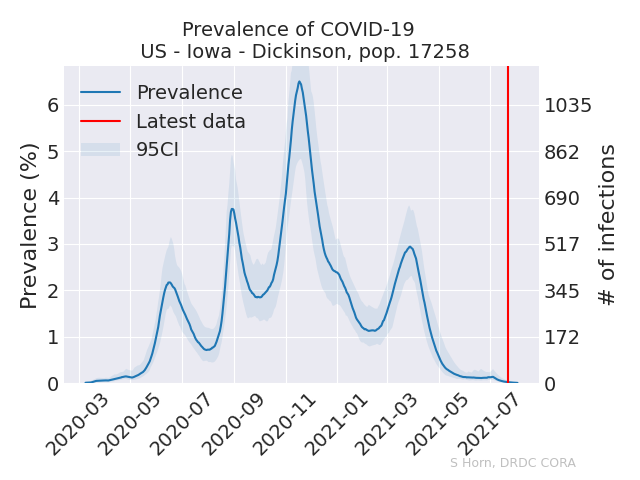 Prevalence of COVID-19
US - Iowa - Dickinson, pop. 17258
Prevalence
Latest data
95CI
Prevalence (%)
6
5
4
3
2
1
0
1035
862
690
517
345
172
0
# of infections
2020-03
2020-05
2020-07
2020-09
2020-11
2021-01
2021-03
2021-05
2021-07
S Horn, DRDC CORA